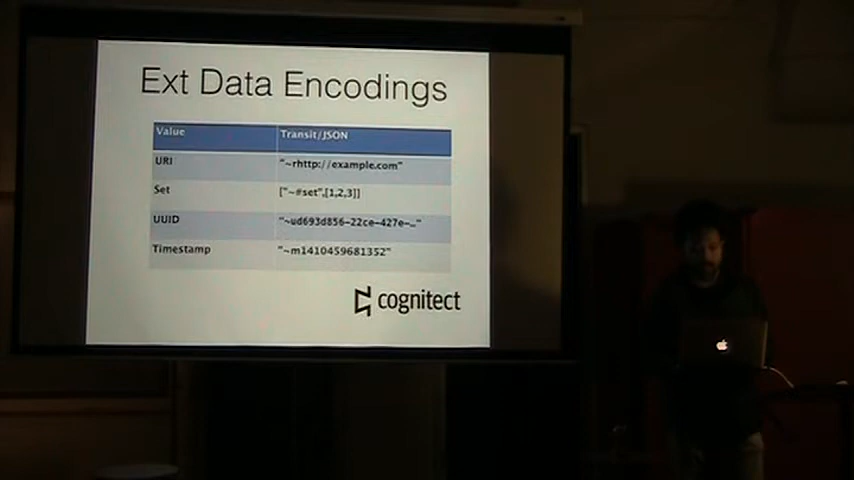 Ext Data Encodings
Value Transit/JSON
URI "~rhttp://example.com"
Set ["~#set",[1,2,3]]
UUID "~ud693d856-22ce-427e-…"
Timestamp "~m1410459681352"
cognitect